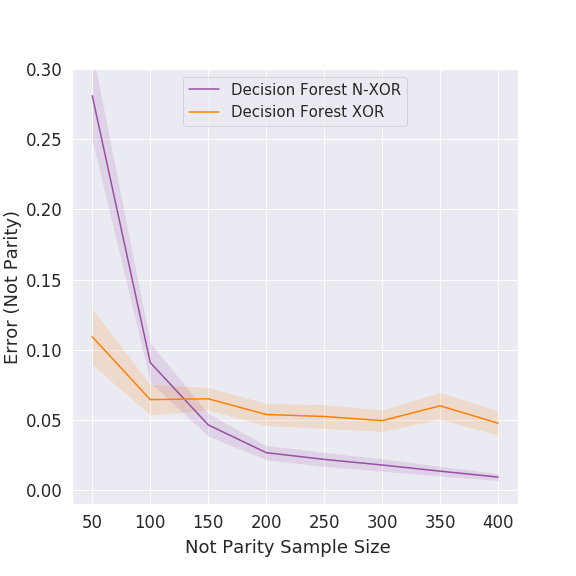 Decision Forest N-XOR
Decision Forest XOR
0.30
0.25
0.20
0.15
0.10
0.05
0.00
Error (Not Parity)
50 100 150 200 250 300 350 400
Not Parity Sample Size